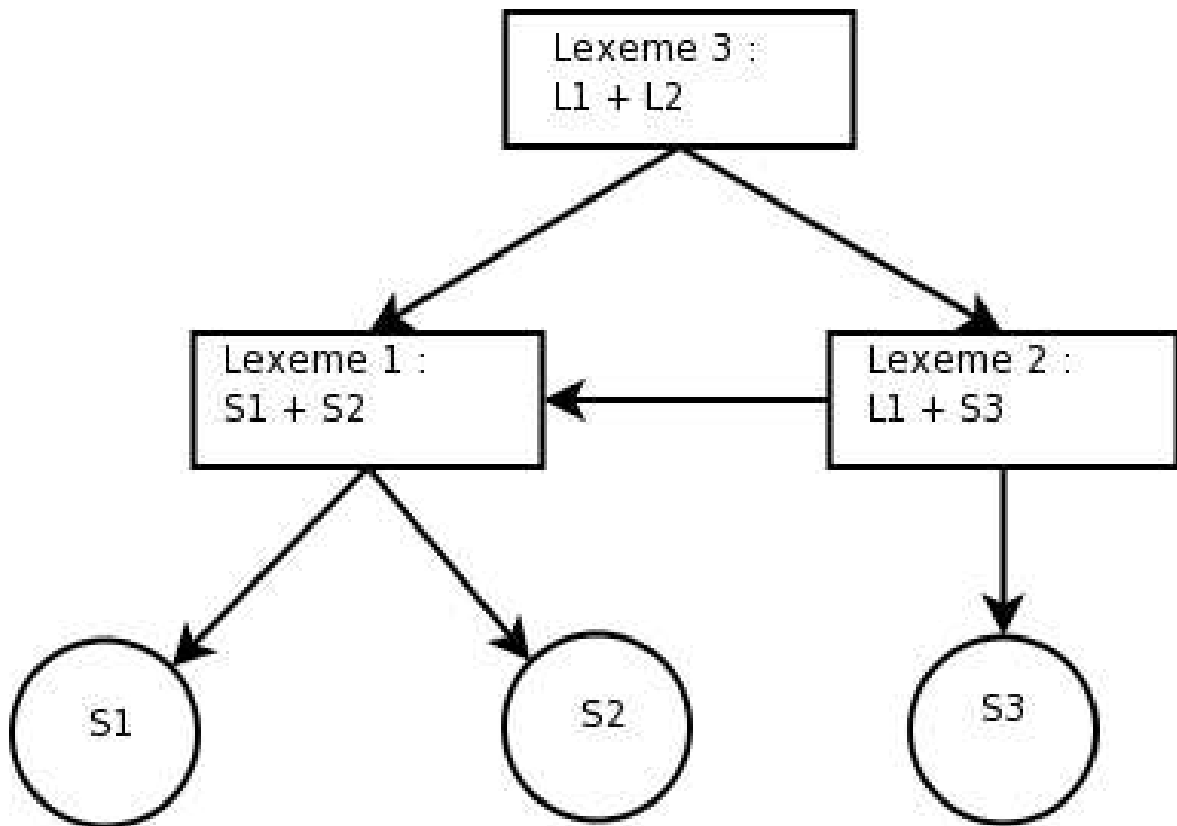 Lexeme 3 :
L1 + L2
Lexeme 1 :
S1 + S2
Lexeme 2 :
L1 + S3
S1
S2
S3